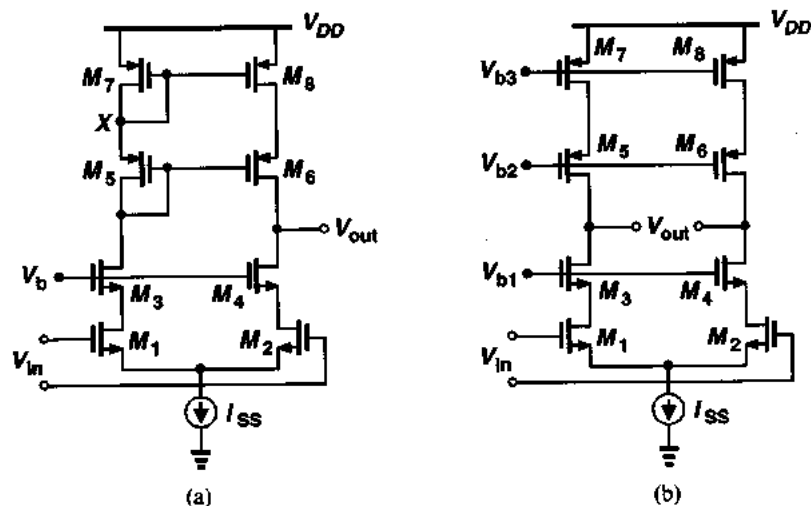 V_DD
M_7
M_8
X
M_5
M_6
V_out
V_b
M_3
M_4
M_1
M_2
V_in
I_SS
(a)
V_DD
V_b3
M_7
M_8
V_b2
M_5
M_6
V_out
V_b1
M_3
M_4
M_1
M_2
V_in
I_SS
(b)